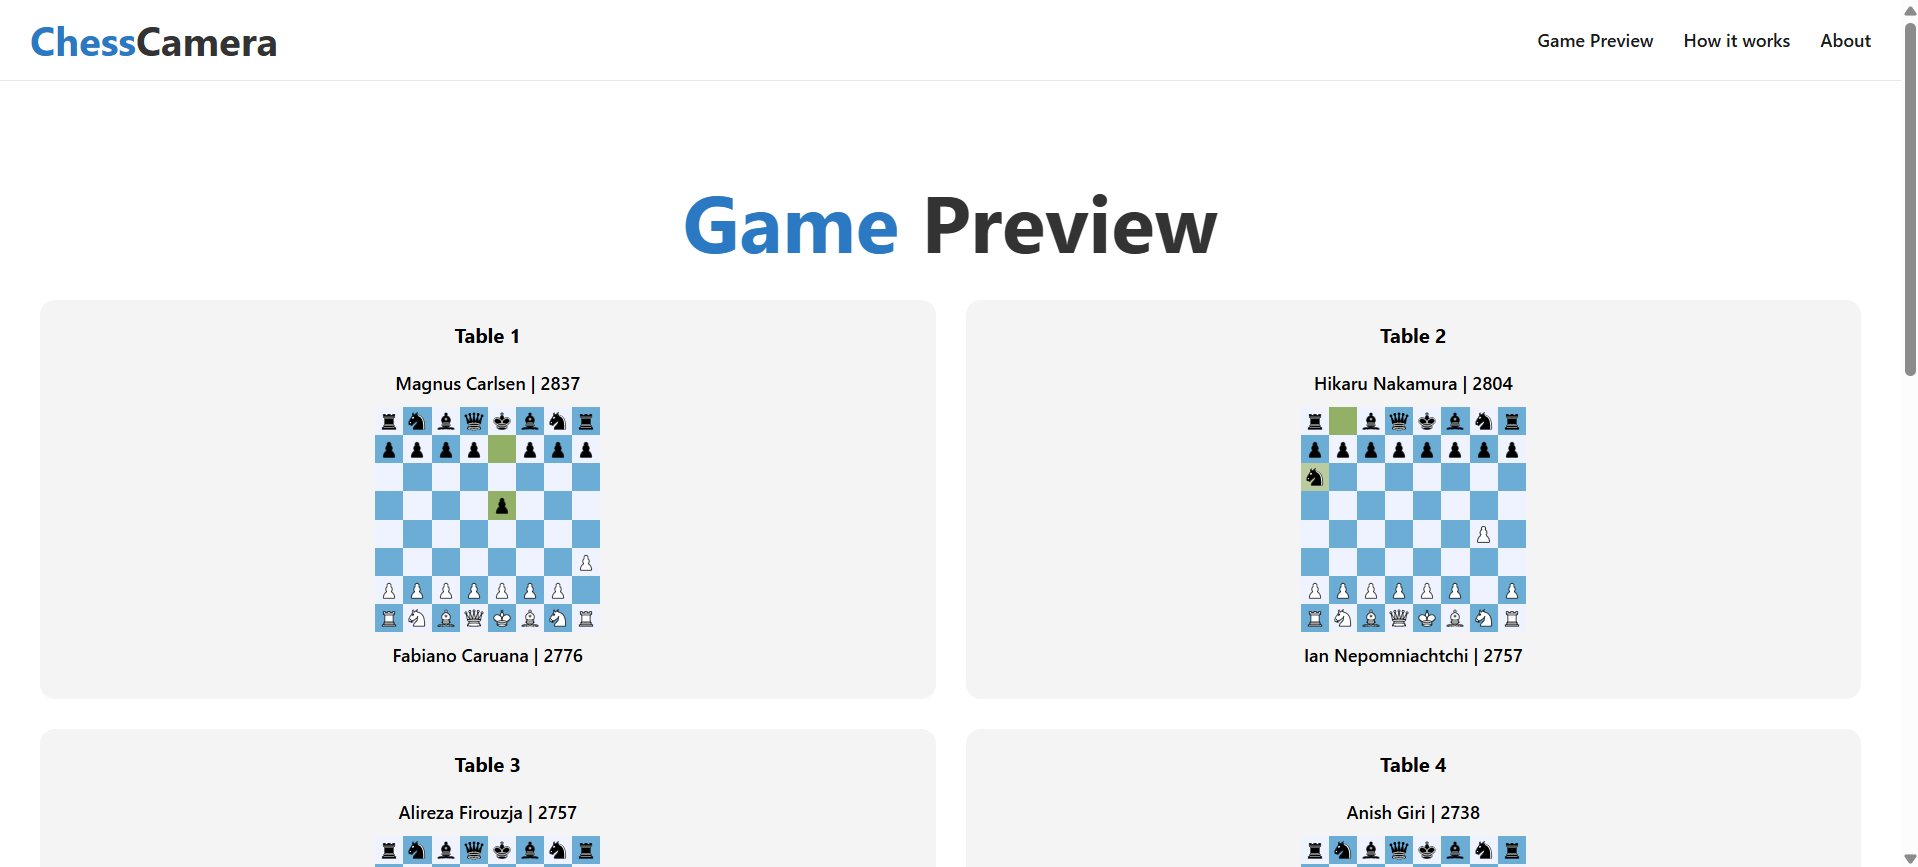 ChessCamera
Game Preview How it works About
Game Preview
Table 1
Magnus Carlsen | 2837
Fabiano Caruana | 2776
Table 2
Hikaru Nakamura | 2804
Ian Nepomniachtchi | 2757
Table 3
Alireza Firouzja | 2757
Table 4
Anish Giri | 2738